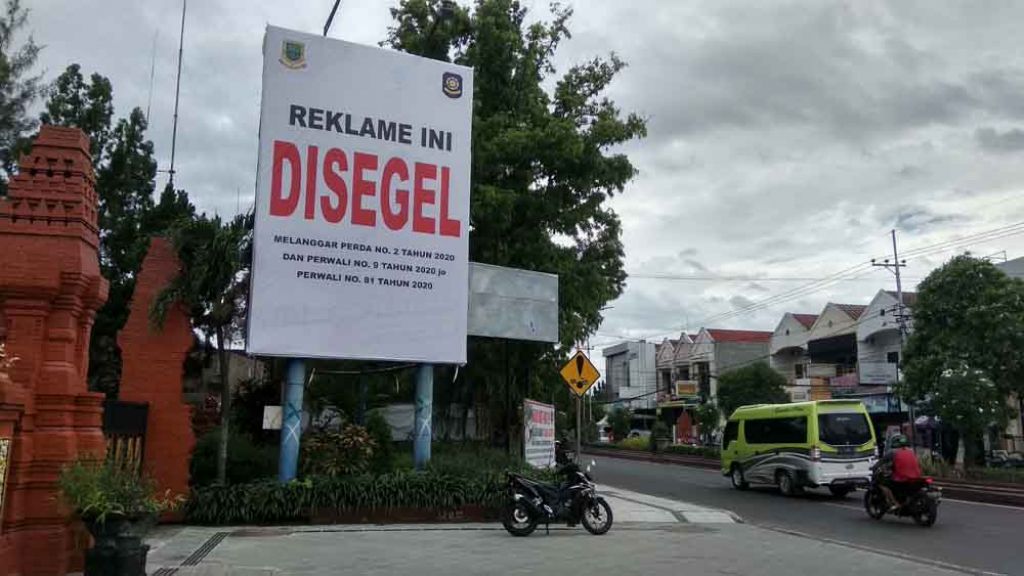 REKLAME INI
DISEGEL
MELANGGAR PERDA NO. 2 TAHUN 2020
DAN PERWALI NO. 9 TAHUN 2020 jo
PERWALI NO. 81 TAHUN 2020